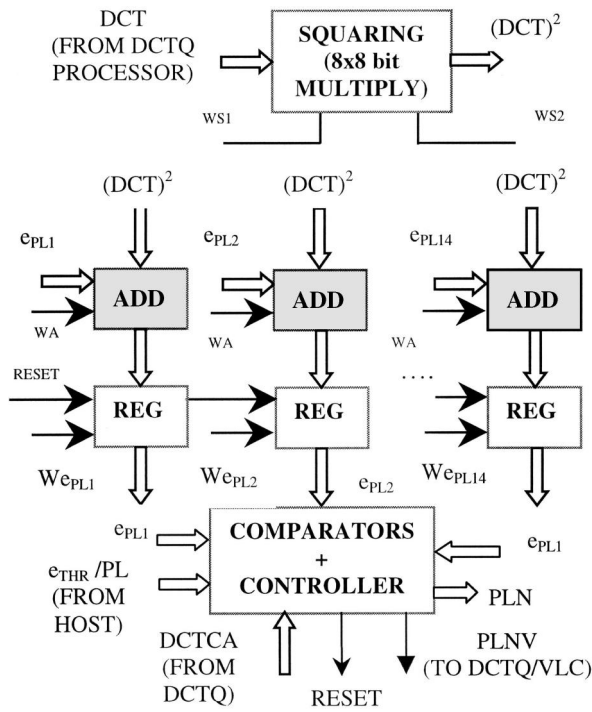 DCT
(FROM DCTQ
PROCESSOR)
SQUARING
(8x8 bit
MULTIPLY)
(DCT)²
WS1
WS2
(DCT)²
(DCT)²
(DCT)²
ePL1
ePL2
ePL14
ADD
ADD
ADD
WA
WA
WA
RESET
....
REG
REG
REG
WePL1
WePL2
ePL2
WePL14
ePL1
COMPARATORS
+
CONTROLLER
ePL1
eTHR /PL
(FROM
HOST)
PLN
DCTCA
(FROM
DCTQ)
RESET
PLNV
(TO DCTQ/VLC)